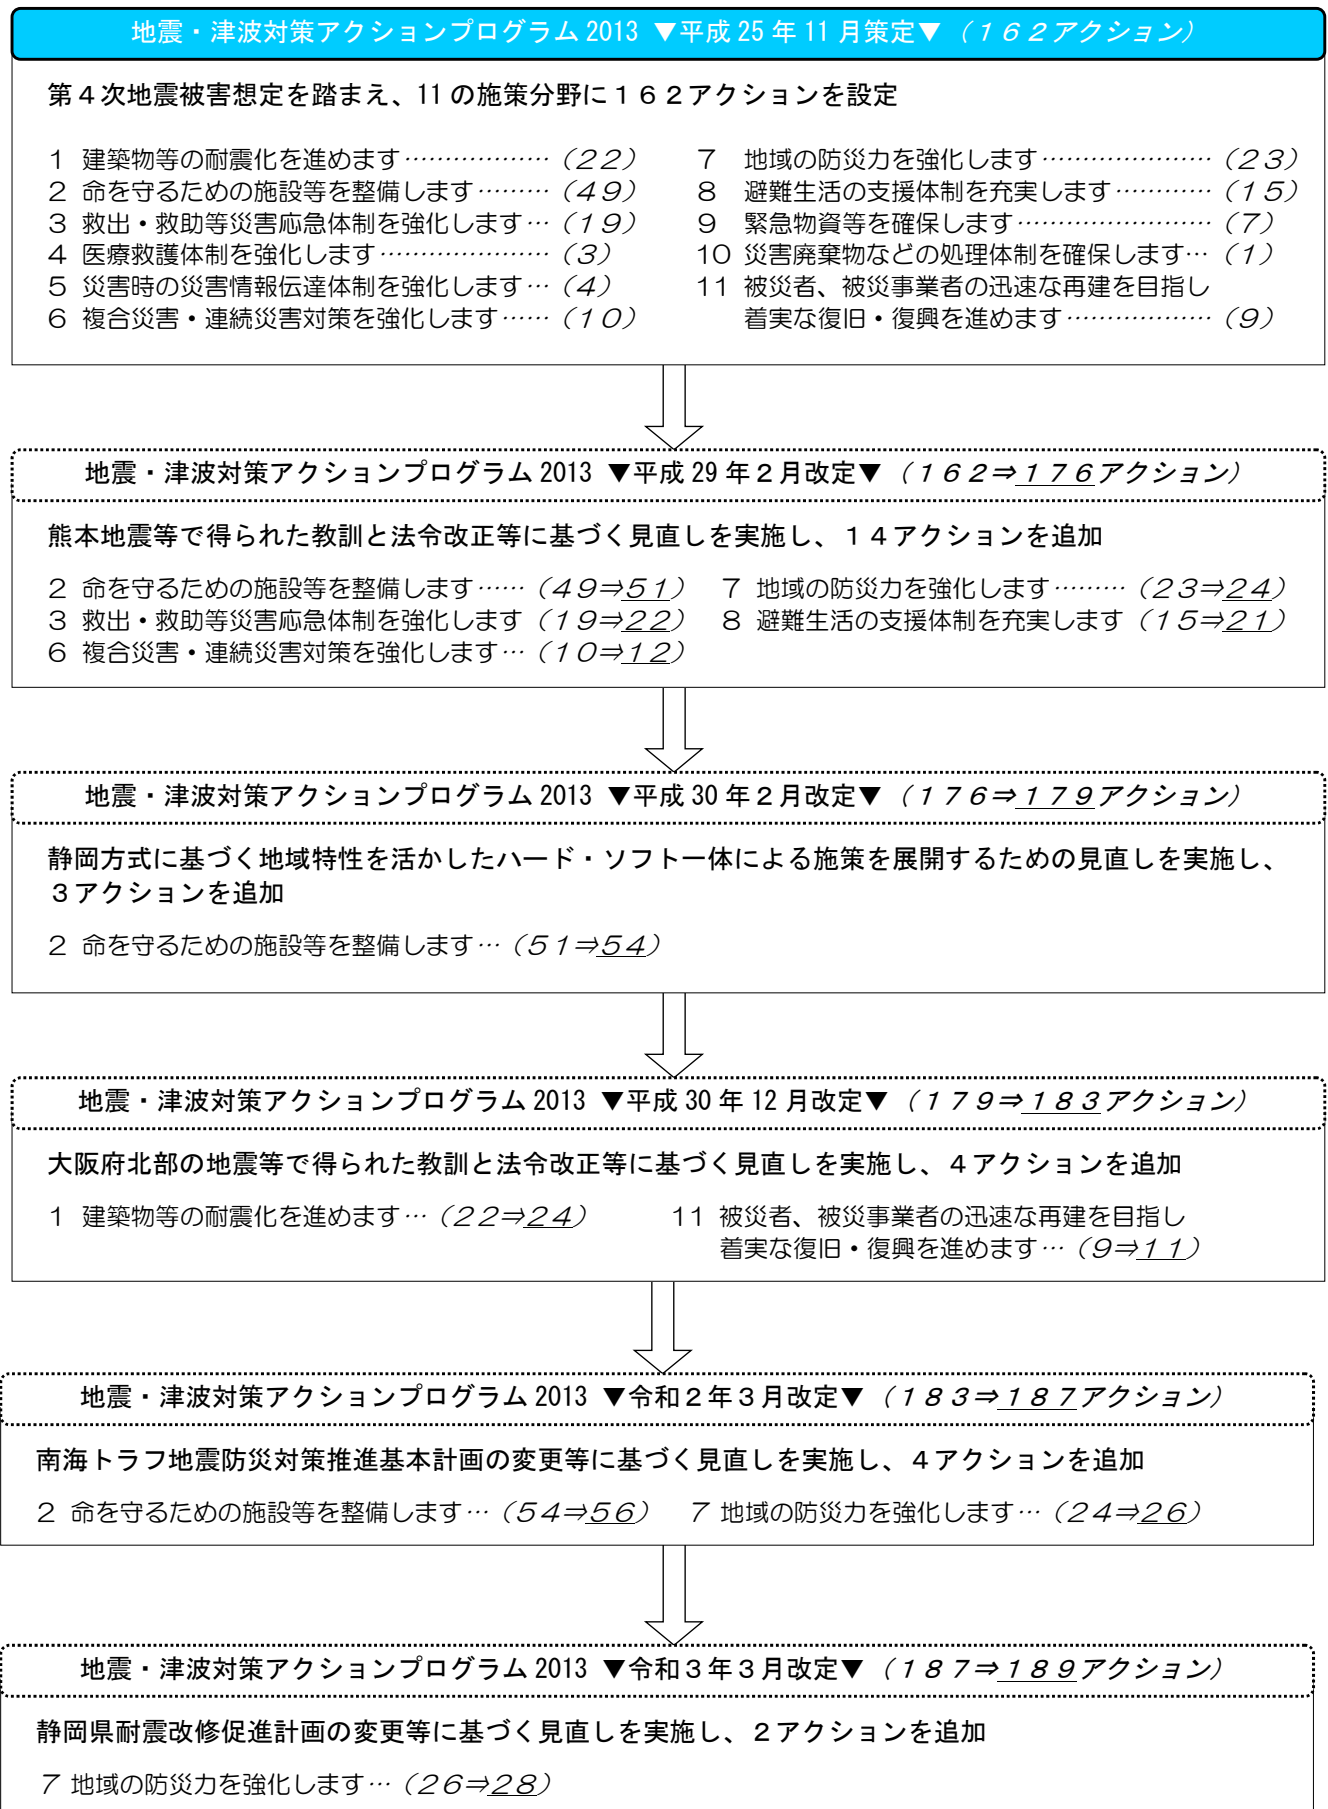 地震・津波対策アクションプログラム 2013 ▼平成 25 年 11 月策定▼（１６２アクション）
第４次地震被害想定を踏まえ、11 の施策分野に１６２アクションを設定
1 建築物等の耐震化を進めます………………（22）
2 命を守るための施設等を整備します………（49）
3 救出・救助等災害応急体制を強化します…（19）
4 医療救護体制を強化します…………………（3）
5 災害時の災害情報伝達体制を強化します…（4）
6 複合災害・連続災害対策を強化します……（10）
7 地域の防災力を強化します…………………（23）
8 避難生活の支援体制を充実します…………（15）
9 緊急物資等を確保します……………………（7）
10 災害廃棄物などの処理体制を確保します…（1）
11 被災者、被災事業者の迅速な再建を目指し
着実な復旧・復興を進めます………………（9）
地震・津波対策アクションプログラム 2013 ▼平成 29 年２月改定▼（１６２⇒１７６アクション）
熊本地震等で得られた教訓と法令改正等に基づく見直しを実施し、１４アクションを追加
2 命を守るための施設等を整備します……（49⇒51）
3 救出・救助等災害応急体制を強化します（19⇒22）
6 複合災害・連続災害対策を強化します…（10⇒12）
7 地域の防災力を強化します………（23⇒24）
8 避難生活の支援体制を充実します（15⇒21）
地震・津波対策アクションプログラム 2013 ▼平成 30 年２月改定▼（１７６⇒１７９アクション）
静岡方式に基づく地域特性を活かしたハード・ソフト一体による施策を展開するための見直しを実施し、
３アクションを追加
2 命を守るための施設等を整備します…（51⇒54）
地震・津波対策アクションプログラム 2013 ▼平成 30 年 12 月改定▼（１７９⇒１８３アクション）
大阪府北部の地震等で得られた教訓と法令改正等に基づく見直しを実施し、４アクションを追加
1 建築物等の耐震化を進めます…（22⇒24）
11 被災者、被災事業者の迅速な再建を目指し
着実な復旧・復興を進めます…（9⇒11）
地震・津波対策アクションプログラム 2013 ▼令和２年３月改定▼（１８３⇒１８７アクション）
南海トラフ地震防災対策推進基本計画の変更等に基づく見直しを実施し、４アクションを追加
2 命を守るための施設等を整備します…（54⇒56）
7 地域の防災力を強化します…（24⇒26）
地震・津波対策アクションプログラム 2013 ▼令和３年３月改定▼（１８７⇒１８９アクション）
静岡県耐震改修促進計画の変更等に基づく見直しを実施し、２アクションを追加
7 地域の防災力を強化します…（26⇒28）